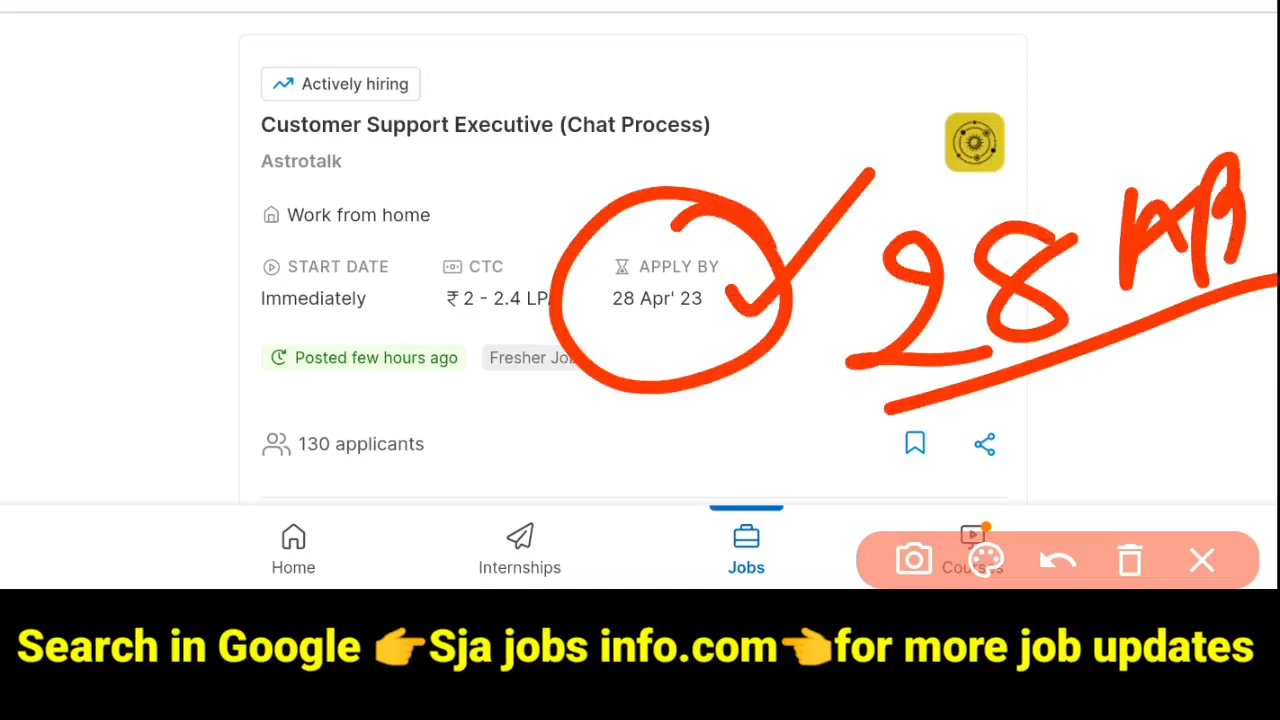 Actively hiring
Customer Support Executive (Chat Process)
Astrotalk
Work from home
START DATE CTC APPLY BY
Immediately ₹ 2 - 2.4 LPA 28 Apr' 23
28 APR
Posted few hours ago Fresher Job
130 applicants
Home Internships Jobs Courses
Search in Google 👉Sja jobs info.com👈for more job updates